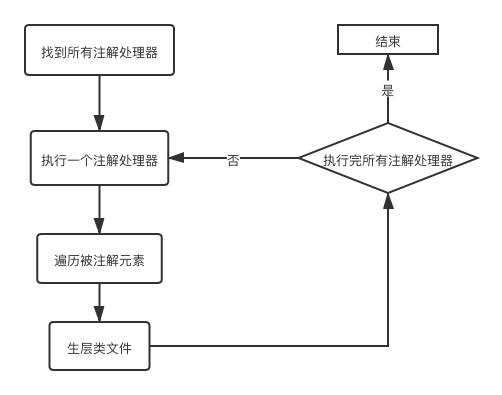 找到所有注解处理器
结束
是
执行一个注解处理器
否
执行完所有注解处理器
遍历被注解元素
生层类文件